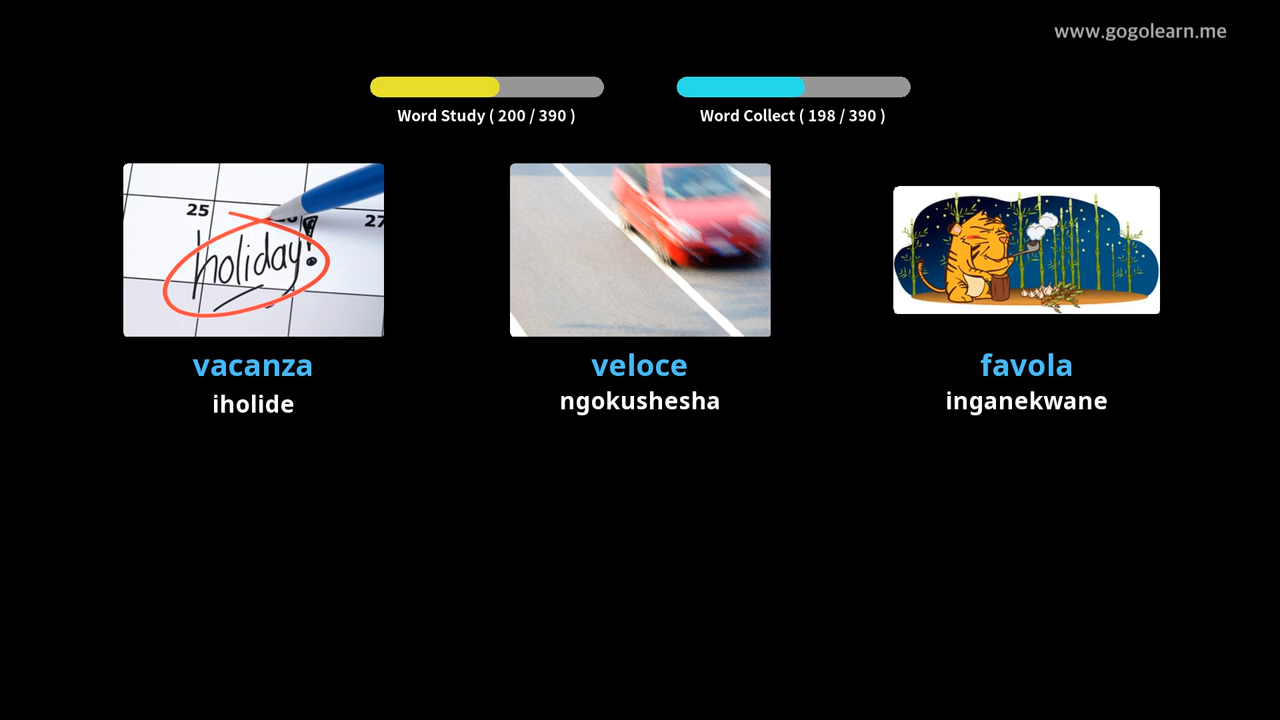 www.gogolearn.me
Word Study ( 200 / 390 )
Word Collect ( 198 / 390 )
25
27
holiday!
vacanza
veloce
favola
iholide
ngokushesha
inganekwane